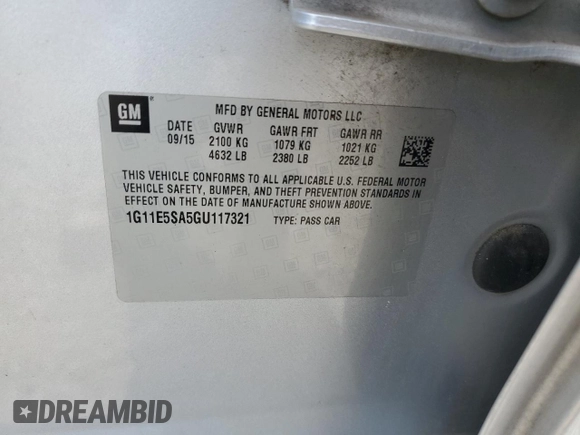 GM
MFD BY GENERAL MOTORS LLC
DATE GVWR GAWR FRT GAWR RR
09/15 2100 KG 1079 KG 1021 KG
4632 LB 2380 LB 2252 LB
THIS VEHICLE CONFORMS TO ALL APPLICABLE U.S. FEDERAL MOTOR
VEHICLE SAFETY, BUMPER, AND THEFT PREVENTION STANDARDS IN
EFFECT ON THE DATE OF MANUFACTURE SHOWN ABOVE.
1G11E5SA5GU117321 TYPE: PASS CAR
DREAMBID